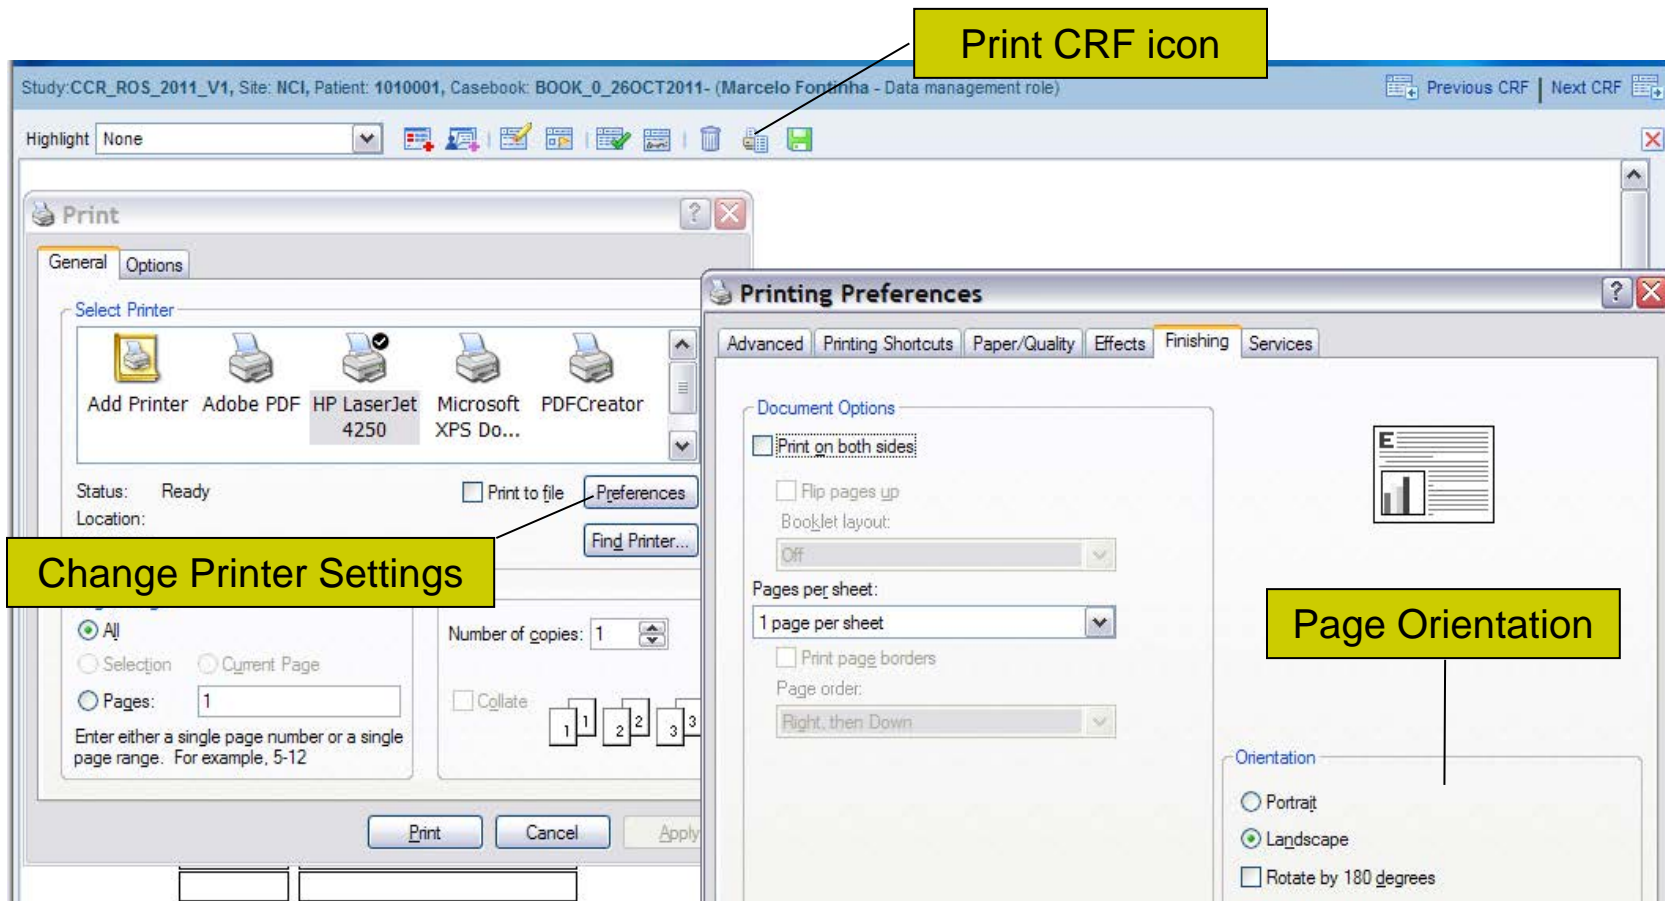 Print CRF icon
Study:CCR_ROS_2011_V1, Site: NCI, Patient: 1010001, Casebook: BOOK_0_26OCT2011- (Marcelo Fontinha - Data management role)
Previous CRF | Next CRF
Highlight None
Print
General Options
Select Printer
Add Printer Adobe PDF HP LaserJet 4250 Microsoft XPS Do... PDFCreator
Status: Ready
Print to file Preferences
Location:
Find Printer...
Change Printer Settings
All
Selection Current Page
Pages: 1
Enter either a single page number or a single
page range. For example, 5-12
Number of copies: 1
Collate
1 1 2 2 3 3
Print Cancel Apply
Printing Preferences
Advanced Printing Shortcuts Paper/Quality Effects Finishing Services
Document Options
Print on both sides
Flip pages up
Booklet layout:
Off
Pages per sheet:
1 page per sheet
Print page borders
Page order:
Right, then Down
E
Page Orientation
Orientation
Portrait
Landscape
Rotate by 180 degrees